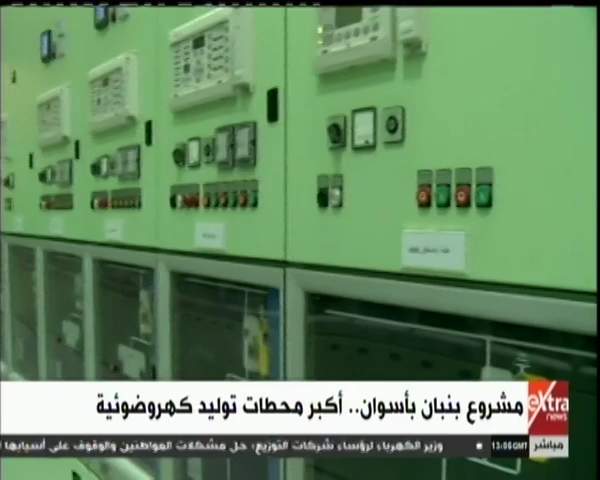 مشروع بنبان بأسوان.. أكبر محطات توليد كهروضوئية
eXtra
news
مباشر
13:06 GMT
وزير الكهرباء لرؤساء شركات التوزيع: حل مشكلات المواطنين والوقوف على أسبابها